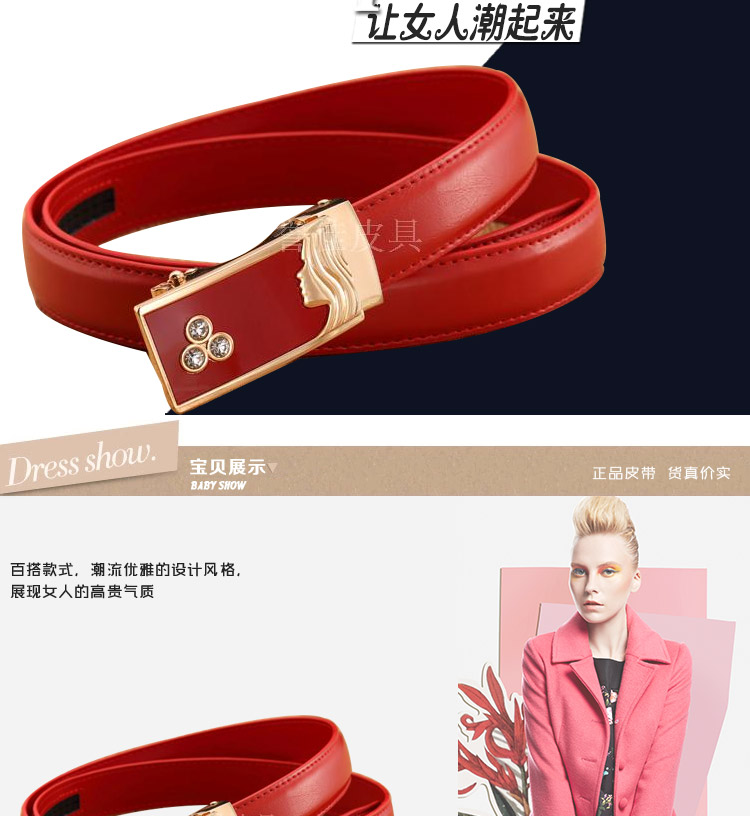 让女人潮起来
皮具
Dress show.
宝贝展示
BABY SHOW
正品皮带 货真价实
百搭款式，潮流优雅的设计风格，
展现女人的高贵气质